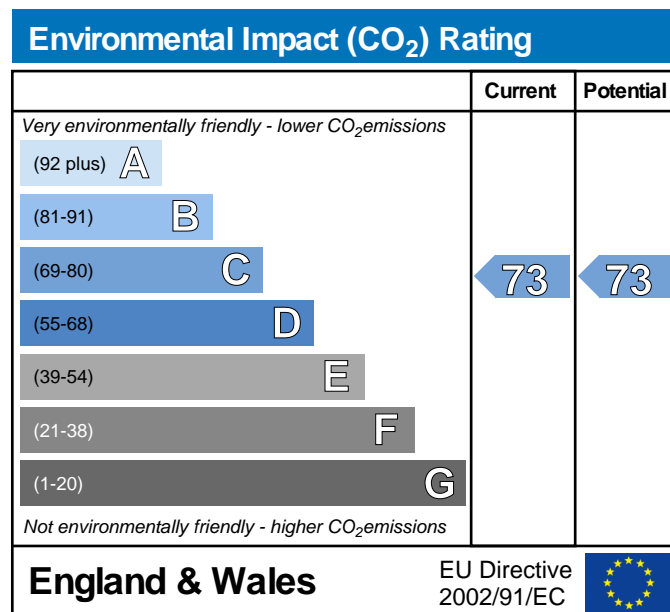 Environmental Impact (CO₂) Rating
Current Potential
Very environmentally friendly - lower CO₂emissions
(92 plus) A
(81-91) B
(69-80) C 73 73
(55-68) D
(39-54) E
(21-38) F
(1-20) G
Not environmentally friendly - higher CO₂emissions
England & Wales
EU Directive
2002/91/EC